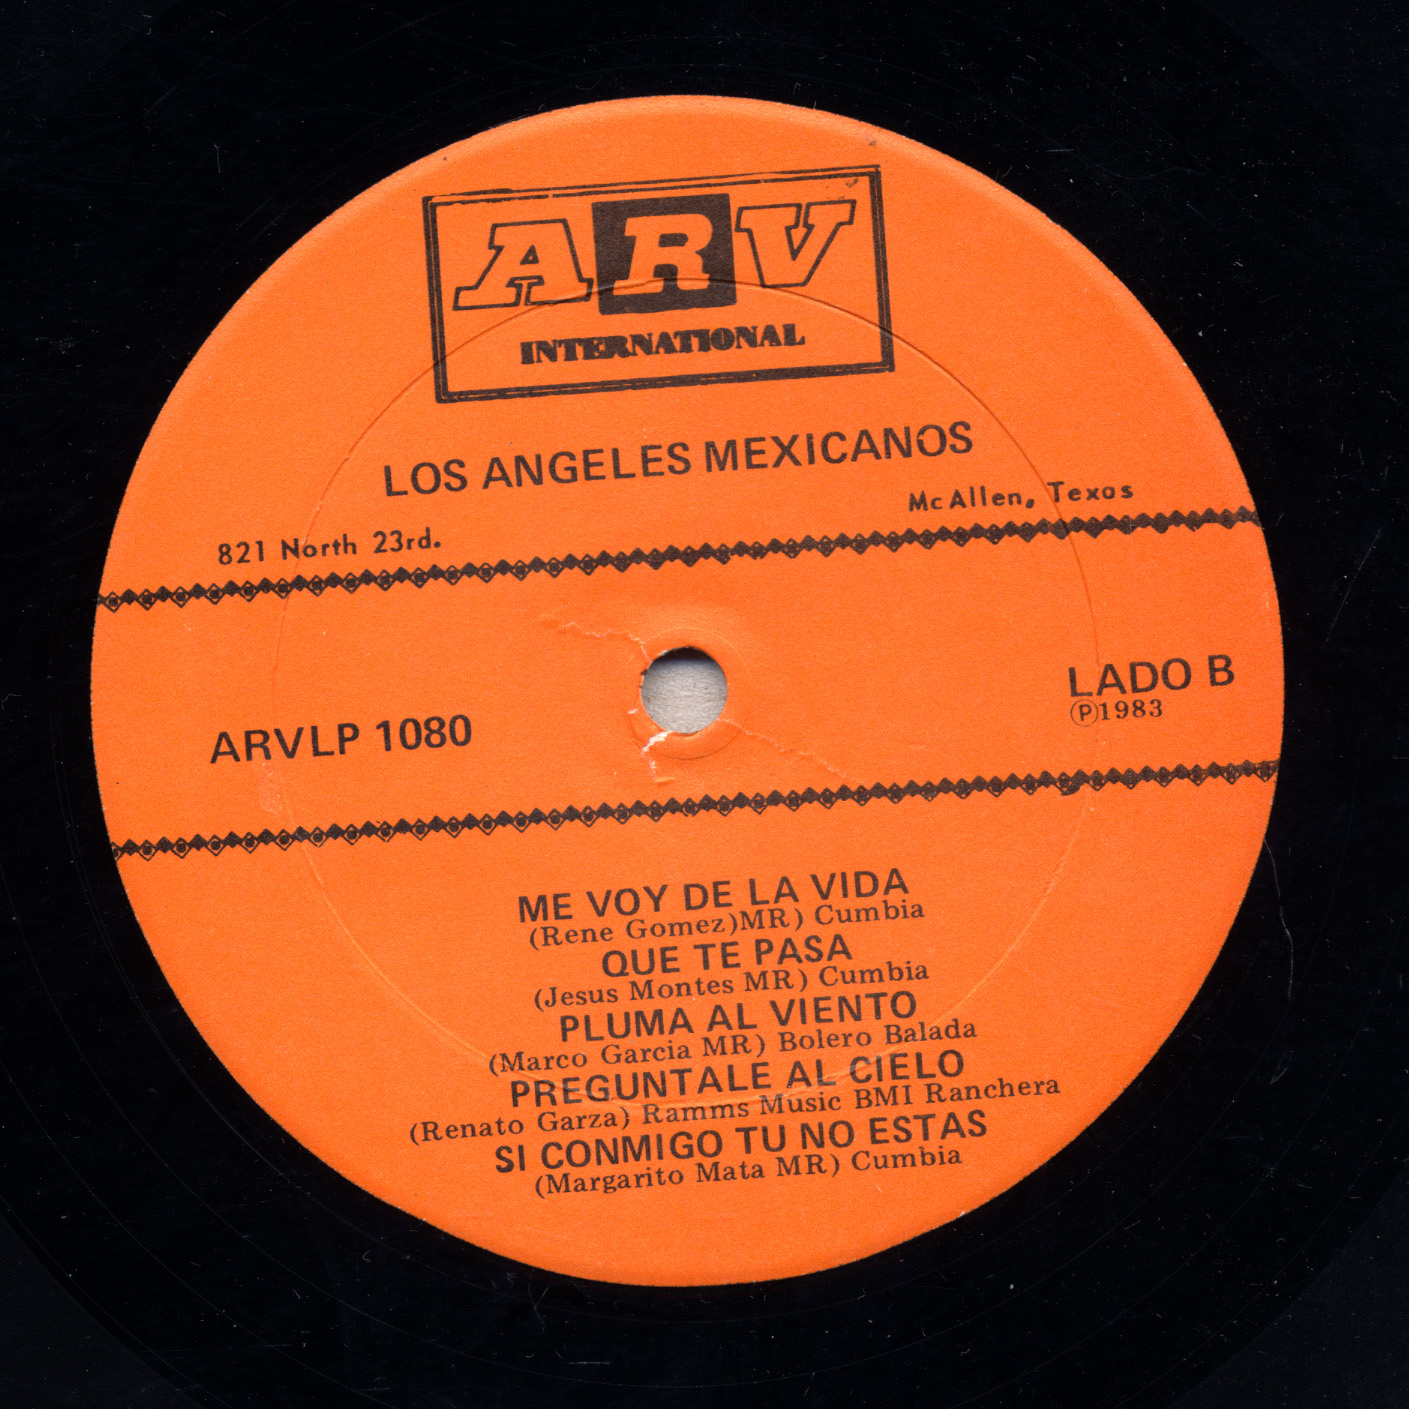 ARV
INTERNATIONAL
LOS ANGELES MEXICANOS
821 North 23rd.
McAllen, Texas
ARVLP 1080
LADO B
Ⓟ1983
ME VOY DE LA VIDA
(Rene Gomez)MR) Cumbia
QUE TE PASA
(Jesus Montes MR) Cumbia
PLUMA AL VIENTO
(Marco Garcia MR) Bolero Balada
PREGUNTALE AL CIELO
(Renato Garza) Ramms Music BMI Ranchera
SI CONMIGO TU NO ESTAS
(Margarito Mata MR) Cumbia